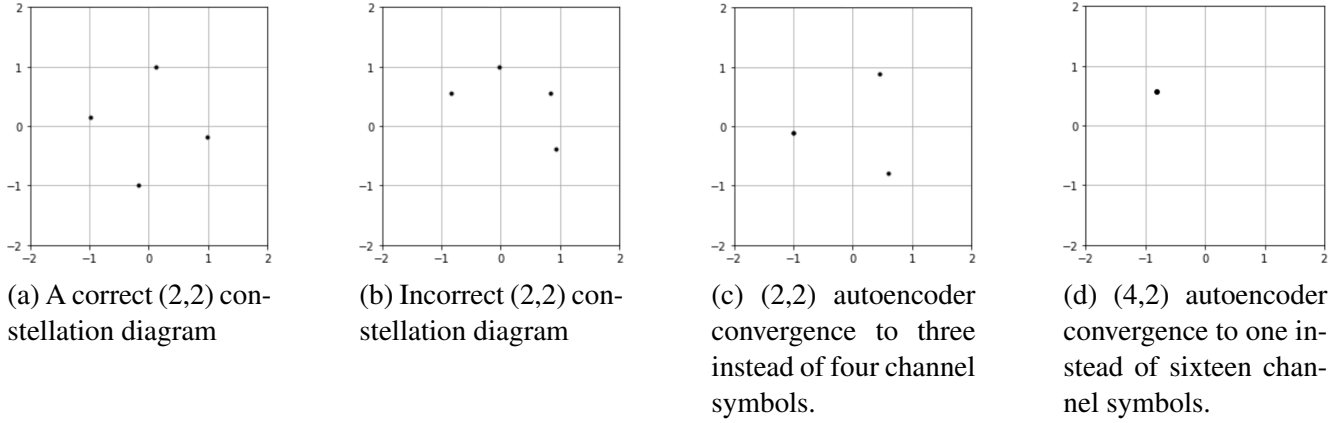 2
1
0
−1
−2
−2 −1 0 1 2
(a) A correct (2,2) con-
stellation diagram
2
1
0
−1
−2
−2 −1 0 1 2
(b) Incorrect (2,2) con-
stellation diagram
2
1
0
−1
−2
−2 −1 0 1 2
(c) (2,2) autoencoder
convergence to three
instead of four channel
symbols.
2
1
0
−1
−2
−2 −1 0 1 2
(d) (4,2) autoencoder
convergence to one in-
stead of sixteen chan-
nel symbols.